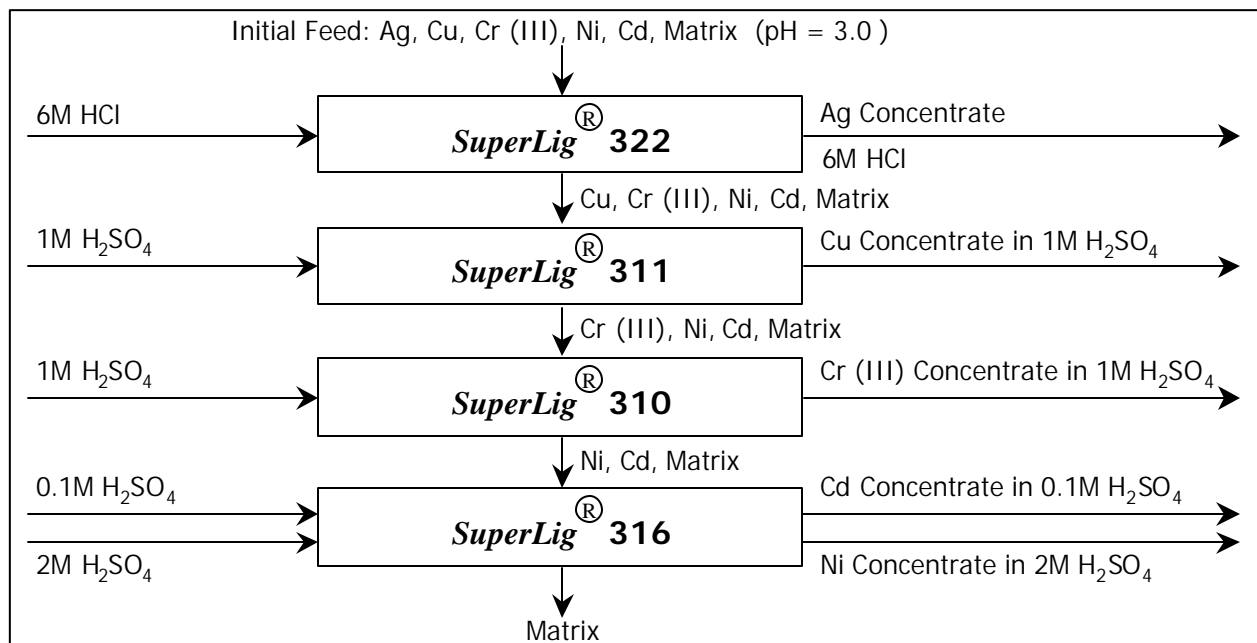 Initial Feed: Ag, Cu, Cr (III), Ni, Cd, Matrix (pH = 3.0 )
6M HCl
SuperLig® 322
Ag Concentrate
6M HCl
Cu, Cr (III), Ni, Cd, Matrix
1M H₂SO₄
SuperLig® 311
Cu Concentrate in 1M H₂SO₄
Cr (III), Ni, Cd, Matrix
1M H₂SO₄
SuperLig® 310
Cr (III) Concentrate in 1M H₂SO₄
Ni, Cd, Matrix
0.1M H₂SO₄
2M H₂SO₄
SuperLig® 316
Cd Concentrate in 0.1M H₂SO₄
Ni Concentrate in 2M H₂SO₄
Matrix